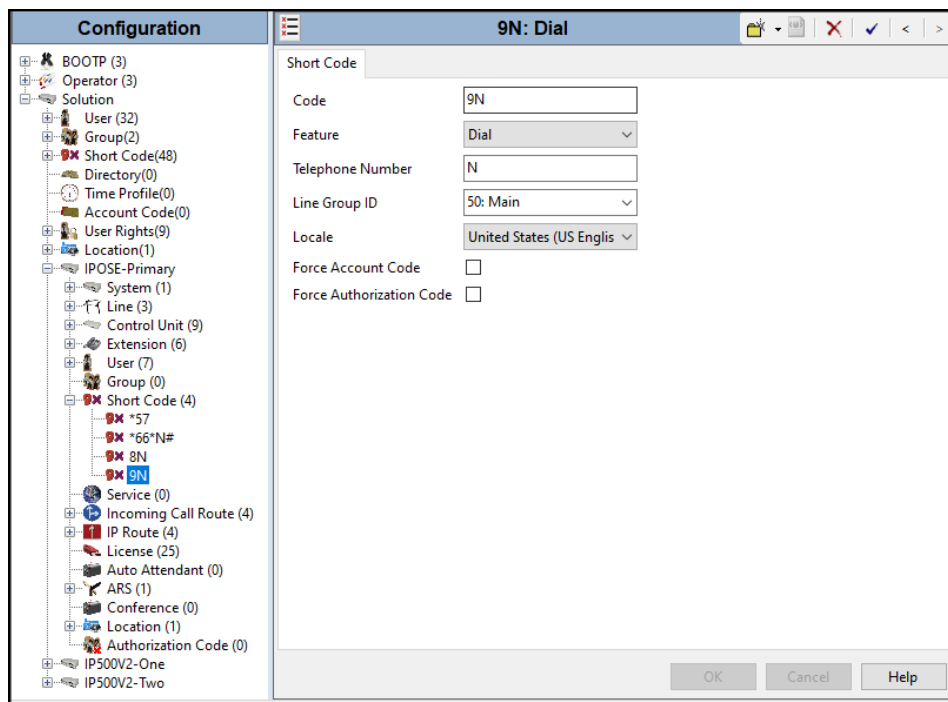 Configuration
BOOTP (3)
Operator (3)
Solution
User (32)
Group(2)
Short Code(48)
Directory(0)
Time Profile(0)
Account Code(0)
User Rights(9)
Location(1)
IPOSE-Primary
System (1)
Line (3)
Control Unit (9)
Extension (6)
User (7)
Group (0)
Short Code (4)
*57
*66*N#
8N
9N
Service (0)
Incoming Call Route (4)
IP Route (4)
License (25)
Auto Attendant (0)
ARS (1)
Conference (0)
Location (1)
Authorization Code (0)
IP500V2-One
IP500V2-Two
9N: Dial
Short Code
Code 9N
Feature Dial
Telephone Number N
Line Group ID 50: Main
Locale United States (US Englis
Force Account Code
Force Authorization Code
OK Cancel Help